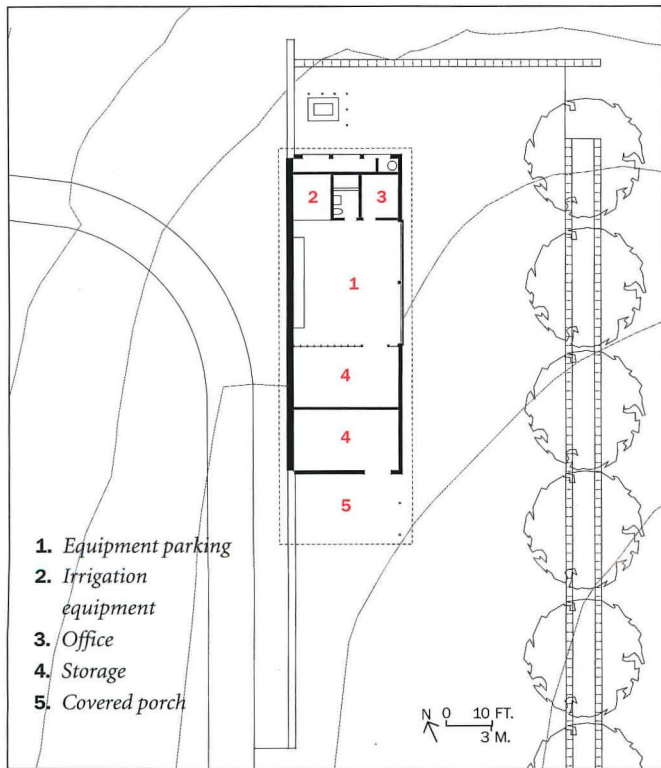 2
3
1
4
4
5
1. Equipment parking
2. Irrigation
equipment
3. Office
4. Storage
5. Covered porch
N 0 10 FT.
3 M.